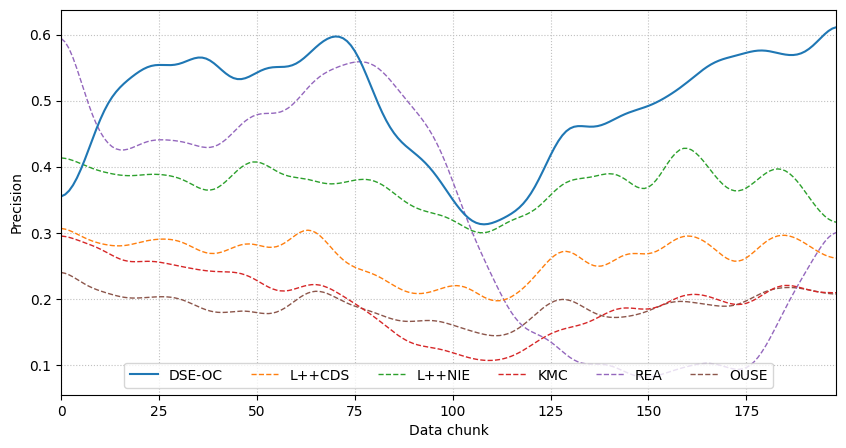 0.6
0.5
0.4
0.3
0.2
0.1
Precision
DSE-OC L++CDS L++NIE KMC REA OUSE
0 25 50 75 100 125 150 175
Data chunk